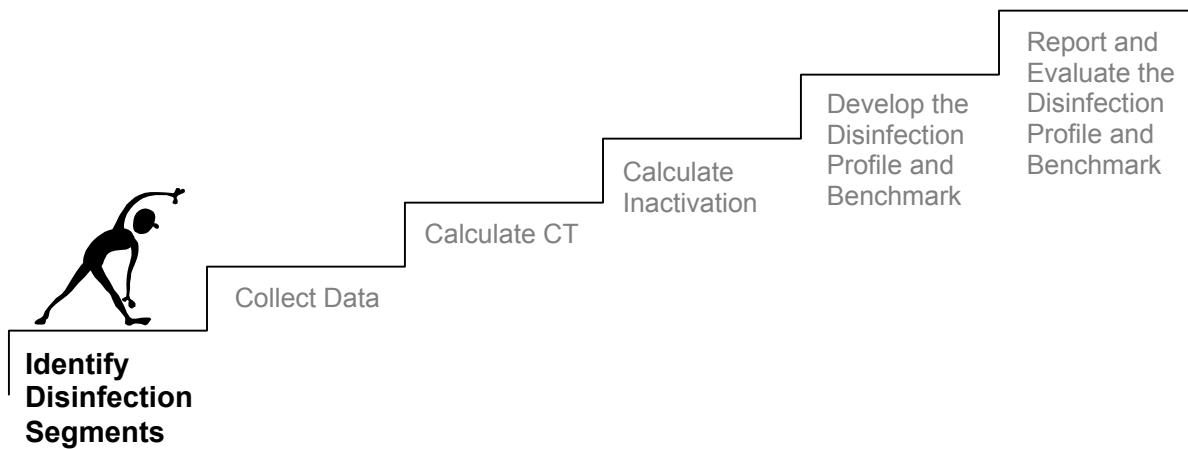 Identify
Disinfection
Segments
Collect Data
Calculate CT
Calculate
Inactivation
Develop the
Disinfection
Profile and
Benchmark
Report and
Evaluate the
Disinfection
Profile and
Benchmark